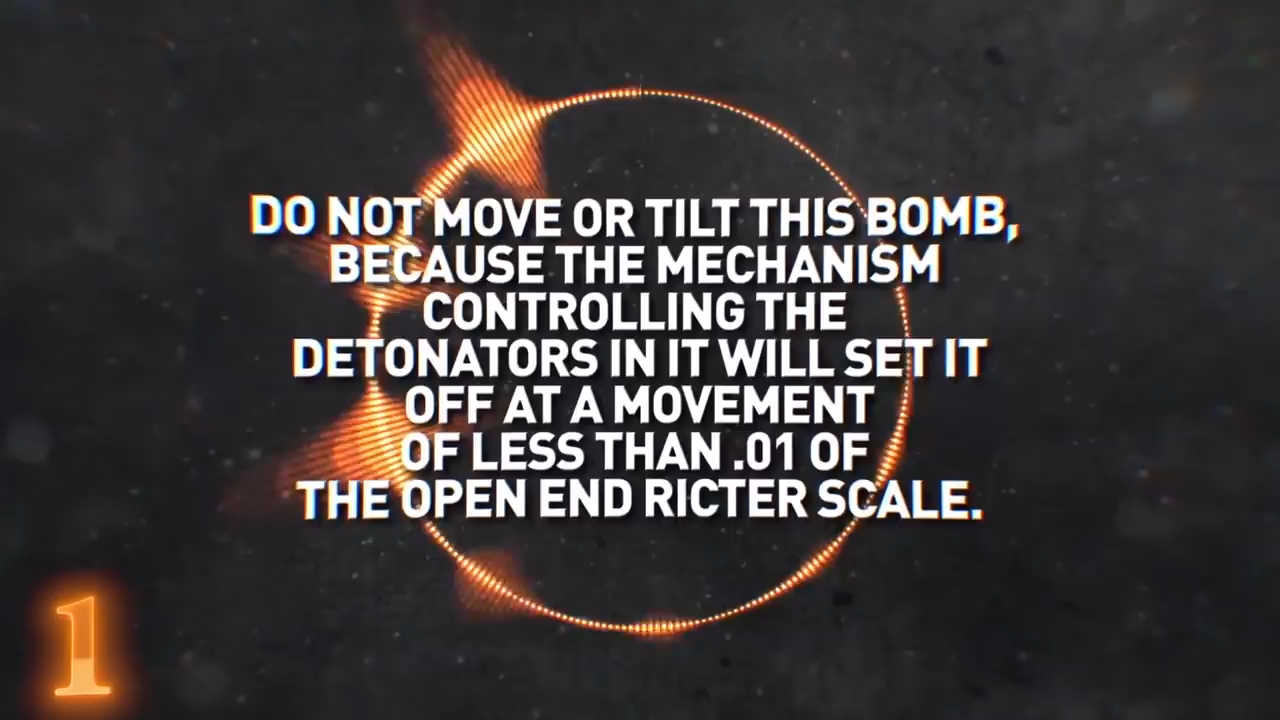 DO NOT MOVE OR TILT THIS BOMB,
BECAUSE THE MECHANISM
CONTROLLING THE
DETONATORS IN IT WILL SET IT
OFF AT A MOVEMENT
OF LESS THAN .01 OF
THE OPEN END RICTER SCALE.
1